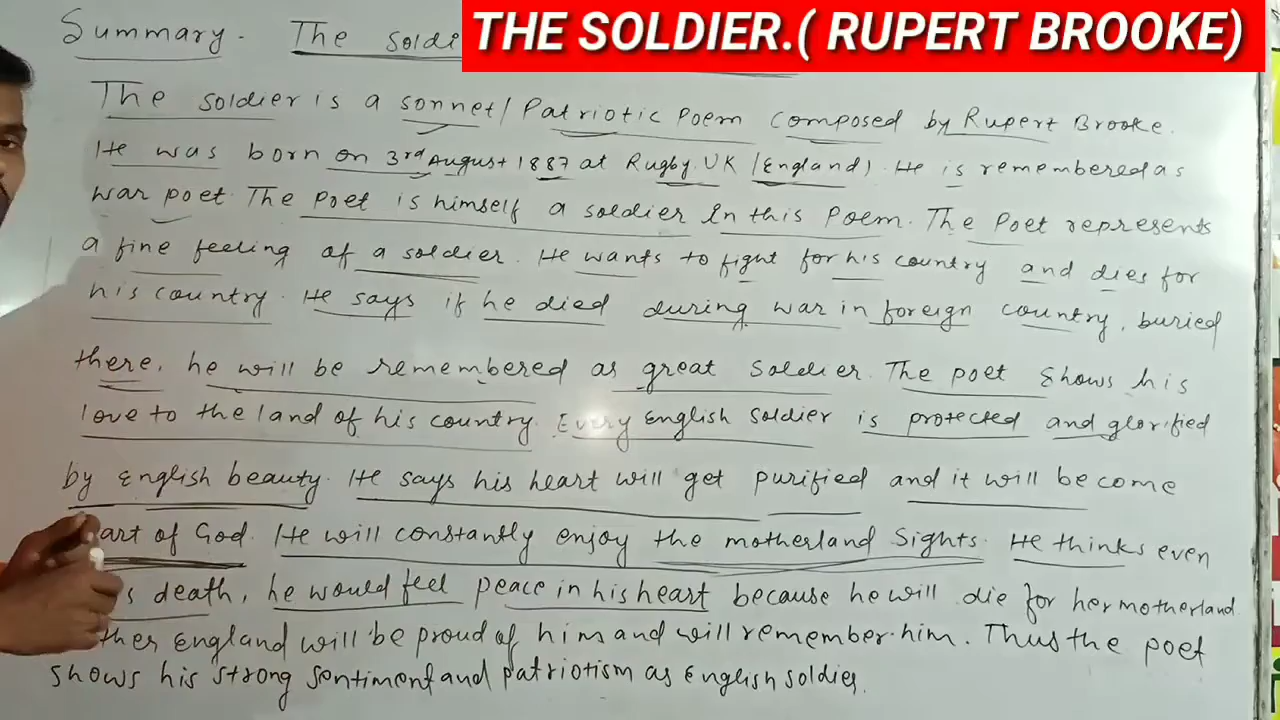 Summary. The soldi
THE SOLDIER.( RUPERT BROOKE)
The soldier is a sonnet/ Patriotic Poem composed by Rupert Brooke.
He was born on 3rd August 1887 at Rugby. UK (England). He is remembered as
war poet. The Poet is himself a soldier in this Poem. The Poet represents
a fine feeling of a soldier. He wants to fight for his country and dies for
his country. He says if he died during war in foreign country, buried
there, he will be remembered as great soldier. The poet shows his
love to the land of his country. Every English soldier is protected and glorified
by English beauty. He says his heart will get purified and it will become
art of God. He will constantly enjoy the motherland sights. He thinks even
s death, he would feel peace in his heart because he will die for her motherland
ther England will be proud of him and will remember him. Thus the poet
shows his strong sentiment and patriotism as English soldier.